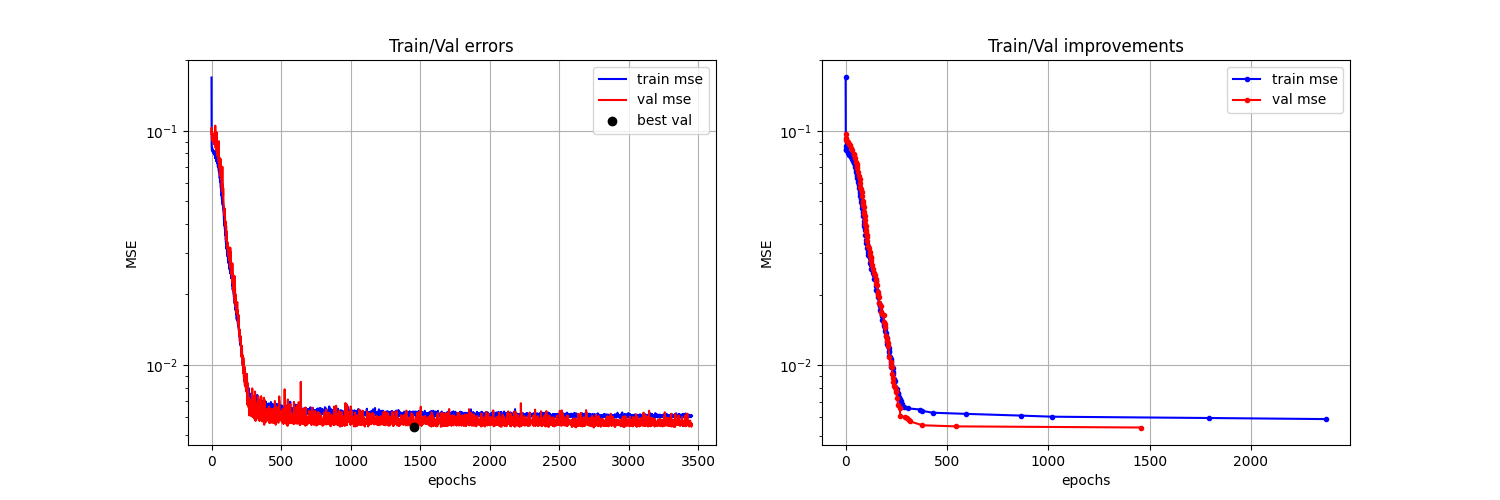 Train/Val errors
train mse
val mse
best val
10⁻¹
10⁻²
MSE
0 500 1000 1500 2000 2500 3000 3500
epochs
Train/Val improvements
train mse
val mse
10⁻¹
10⁻²
MSE
0 500 1000 1500 2000
epochs